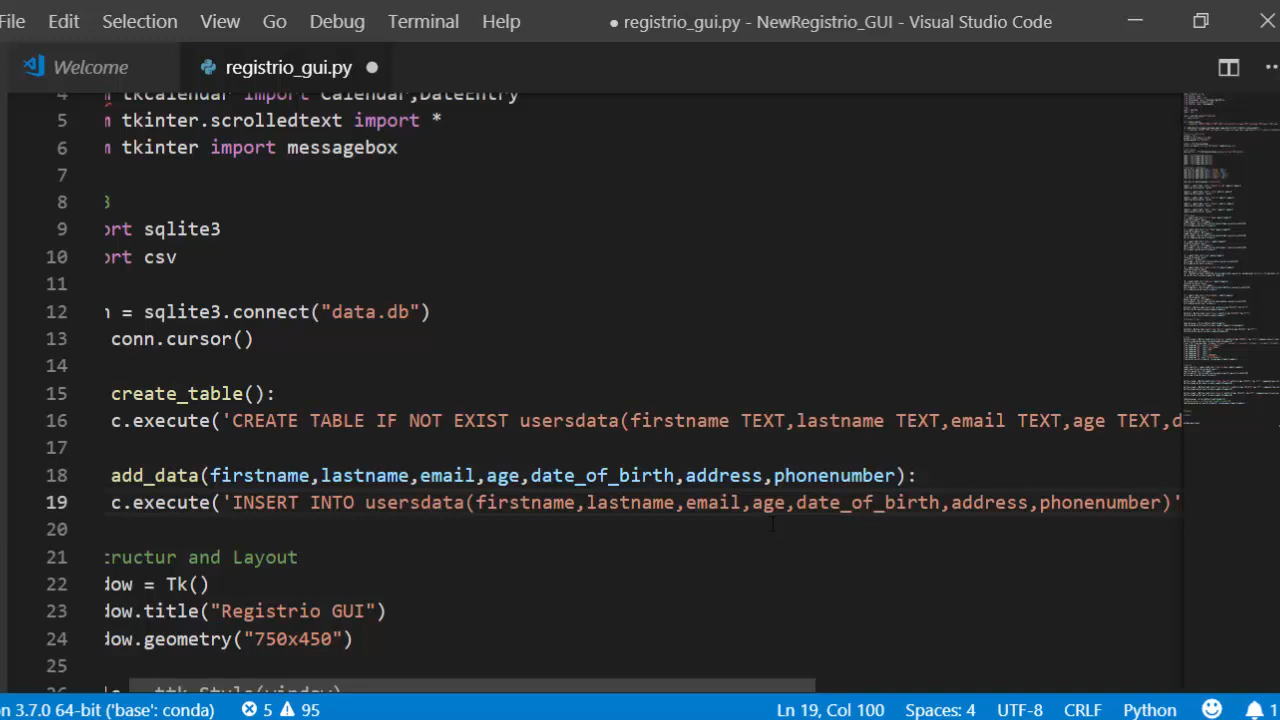 File Edit Selection View Go Debug Terminal Help ● registrio_gui.py - NewRegistrio_GUI - Visual Studio Code
Welcome registrio_gui.py
4 m tkcalendar import Calendar,DateEntry
5 m tkinter.scrolledtext import *
6 m tkinter import messagebox
7
8
9 ort sqlite3
10 ort csv
11
12 n = sqlite3.connect("data.db")
13 conn.cursor()
14
15 create_table():
16 c.execute('CREATE TABLE IF NOT EXIST usersdata(firstname TEXT,lastname TEXT,email TEXT,age TEXT,d
17
18 add_data(firstname,lastname,email,age,date_of_birth,address,phonenumber):
19 c.execute('INSERT INTO usersdata(firstname,lastname,email,age,date_of_birth,address,phonenumber)'
20
21 tructur and Layout
22 dow = Tk()
23 dow.title("Registrio GUI")
24 dow.geometry("750x450")
25
26 ttk.Style(window)
n 3.7.0 64-bit ('base': conda) 5 95 Ln 19, Col 100 Spaces: 4 UTF-8 CRLF Python 1